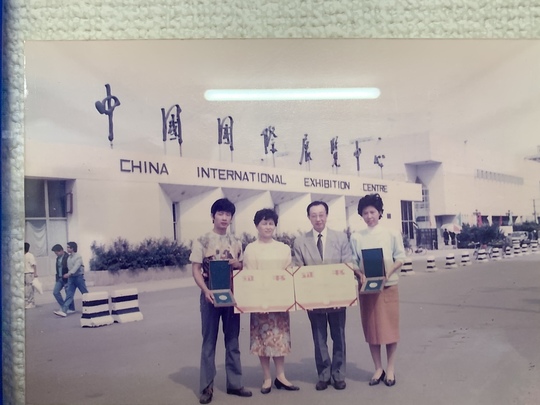 中国国际展览中心
CHINA INTERNATIONAL EXHIBITION CENTRE